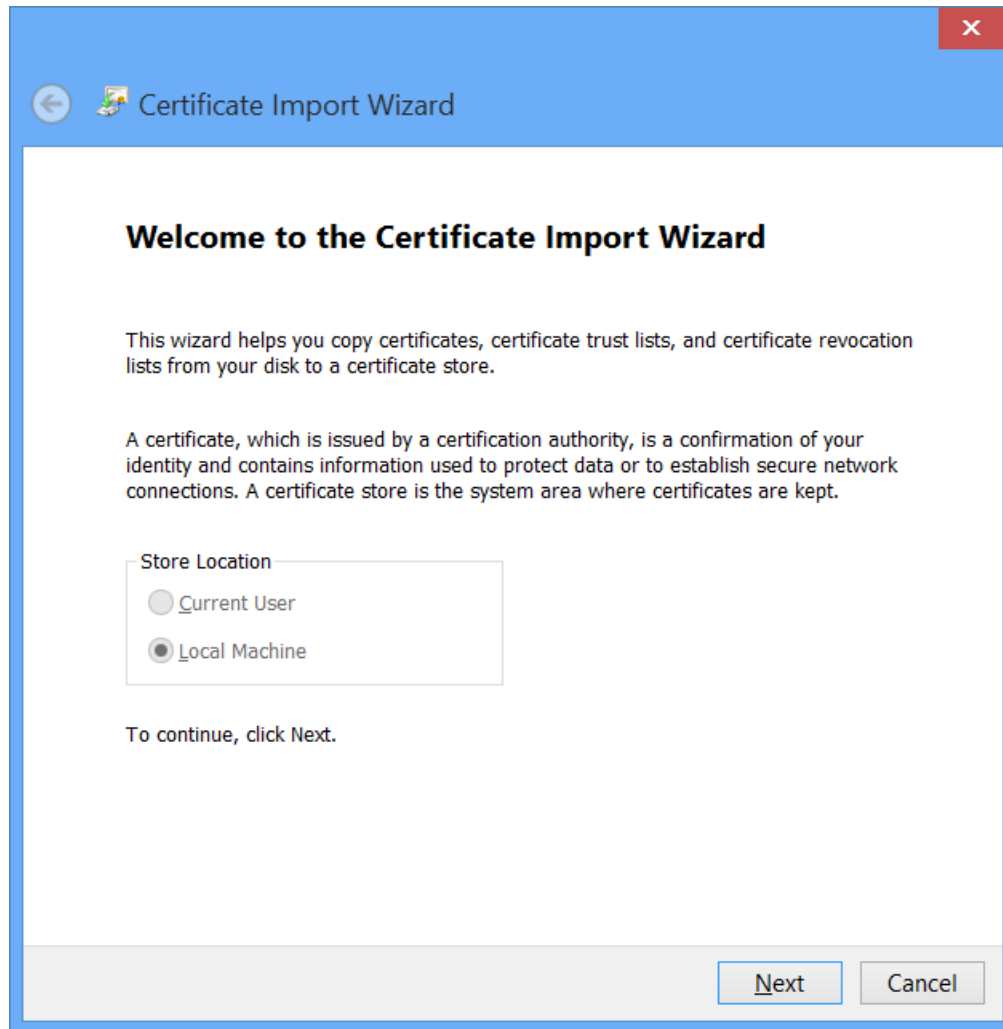 Certificate Import Wizard
Welcome to the Certificate Import Wizard
This wizard helps you copy certificates, certificate trust lists, and certificate revocation
lists from your disk to a certificate store.
A certificate, which is issued by a certification authority, is a confirmation of your
identity and contains information used to protect data or to establish secure network
connections. A certificate store is the system area where certificates are kept.
Store Location
Current User
Local Machine
To continue, click Next.
Next
Cancel